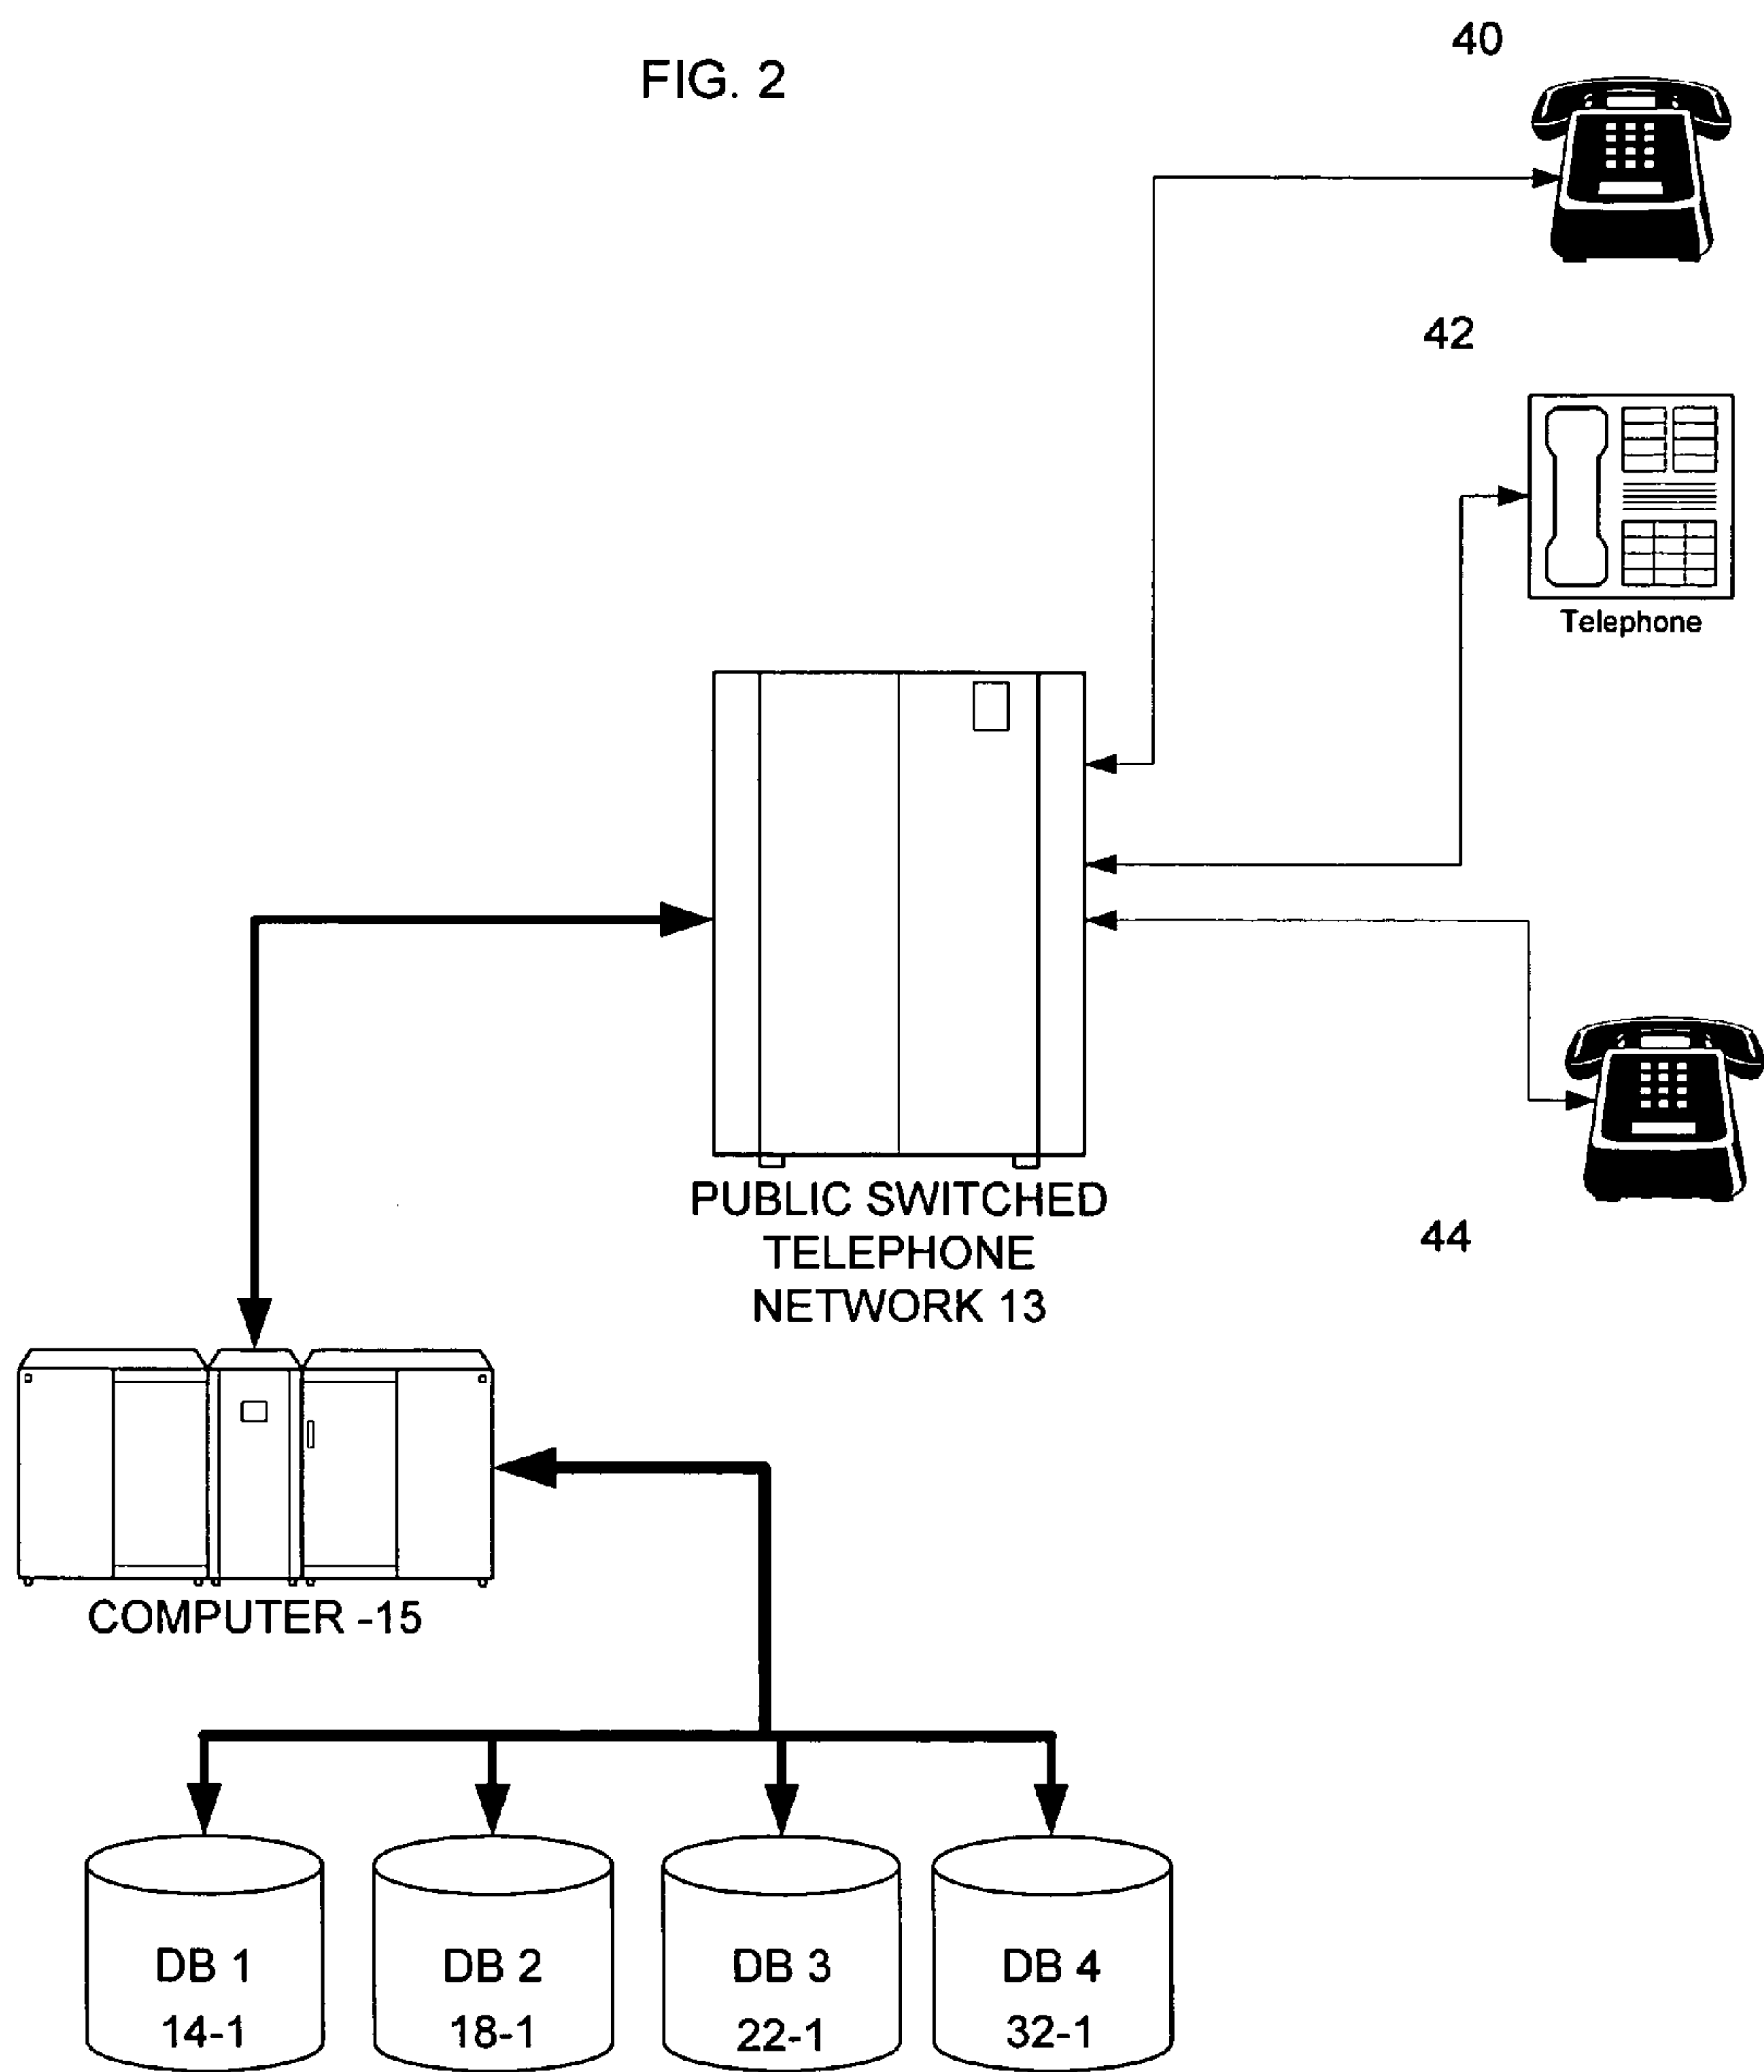 FIG. 2
40
42
Telephone
PUBLIC SWITCHED
TELEPHONE
NETWORK 13
44
COMPUTER -15
DB 1
14-1
DB 2
18-1
DB 3
22-1
DB 4
32-1